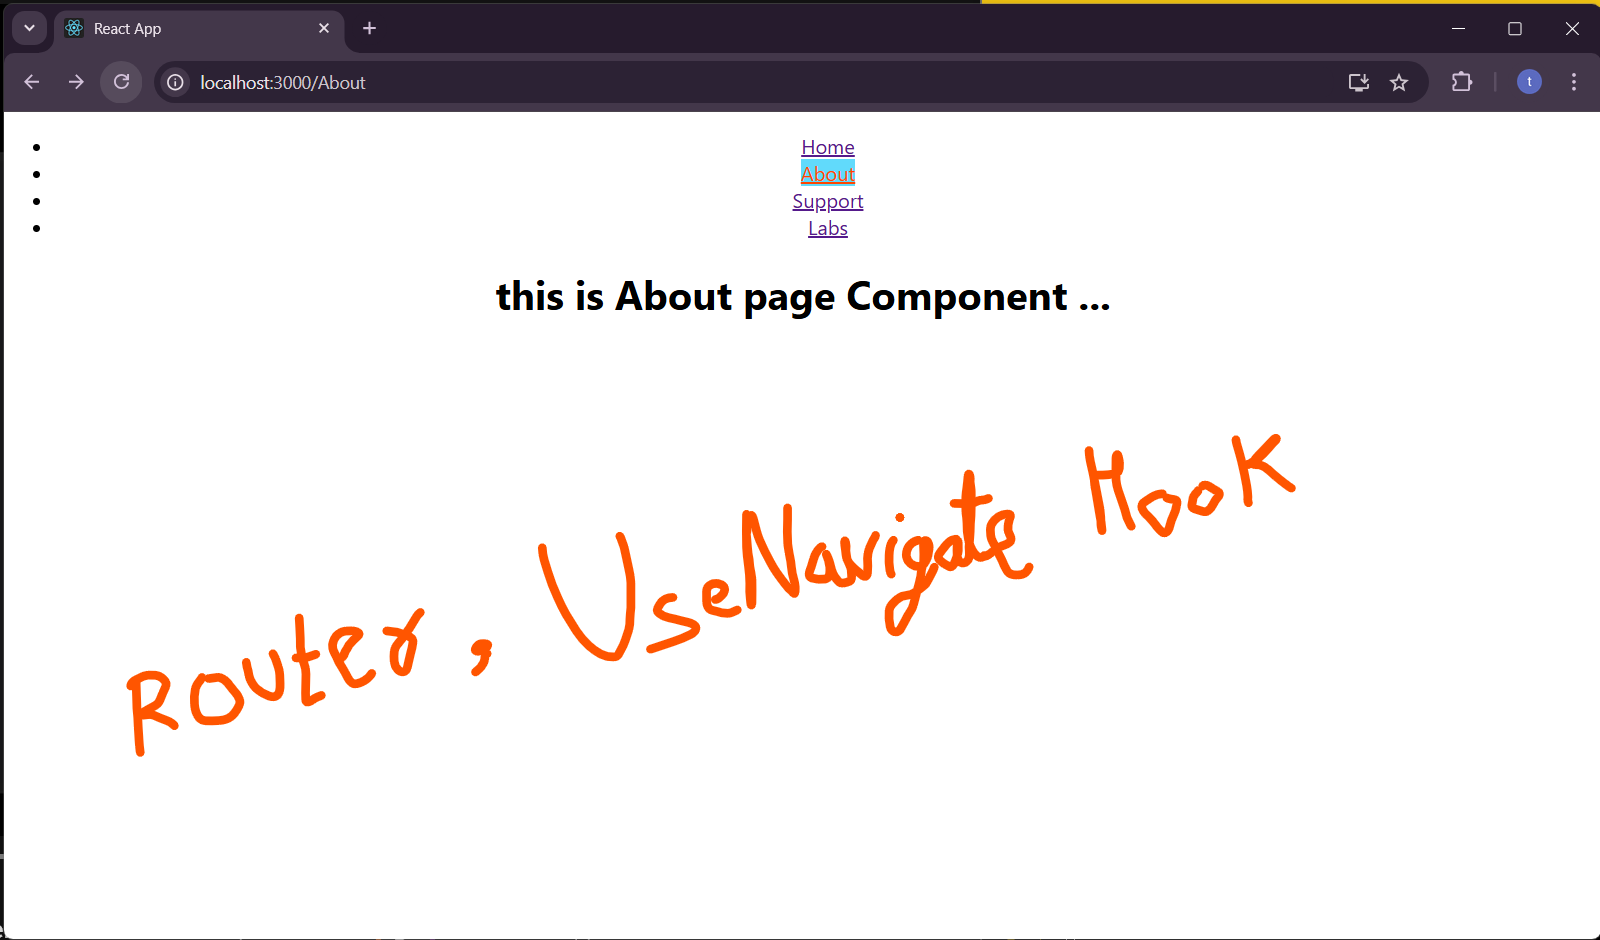 React App
localhost:3000/About
t
Home
About
Support
Labs
this is About page Component ...
Router, UseNavigate Hook